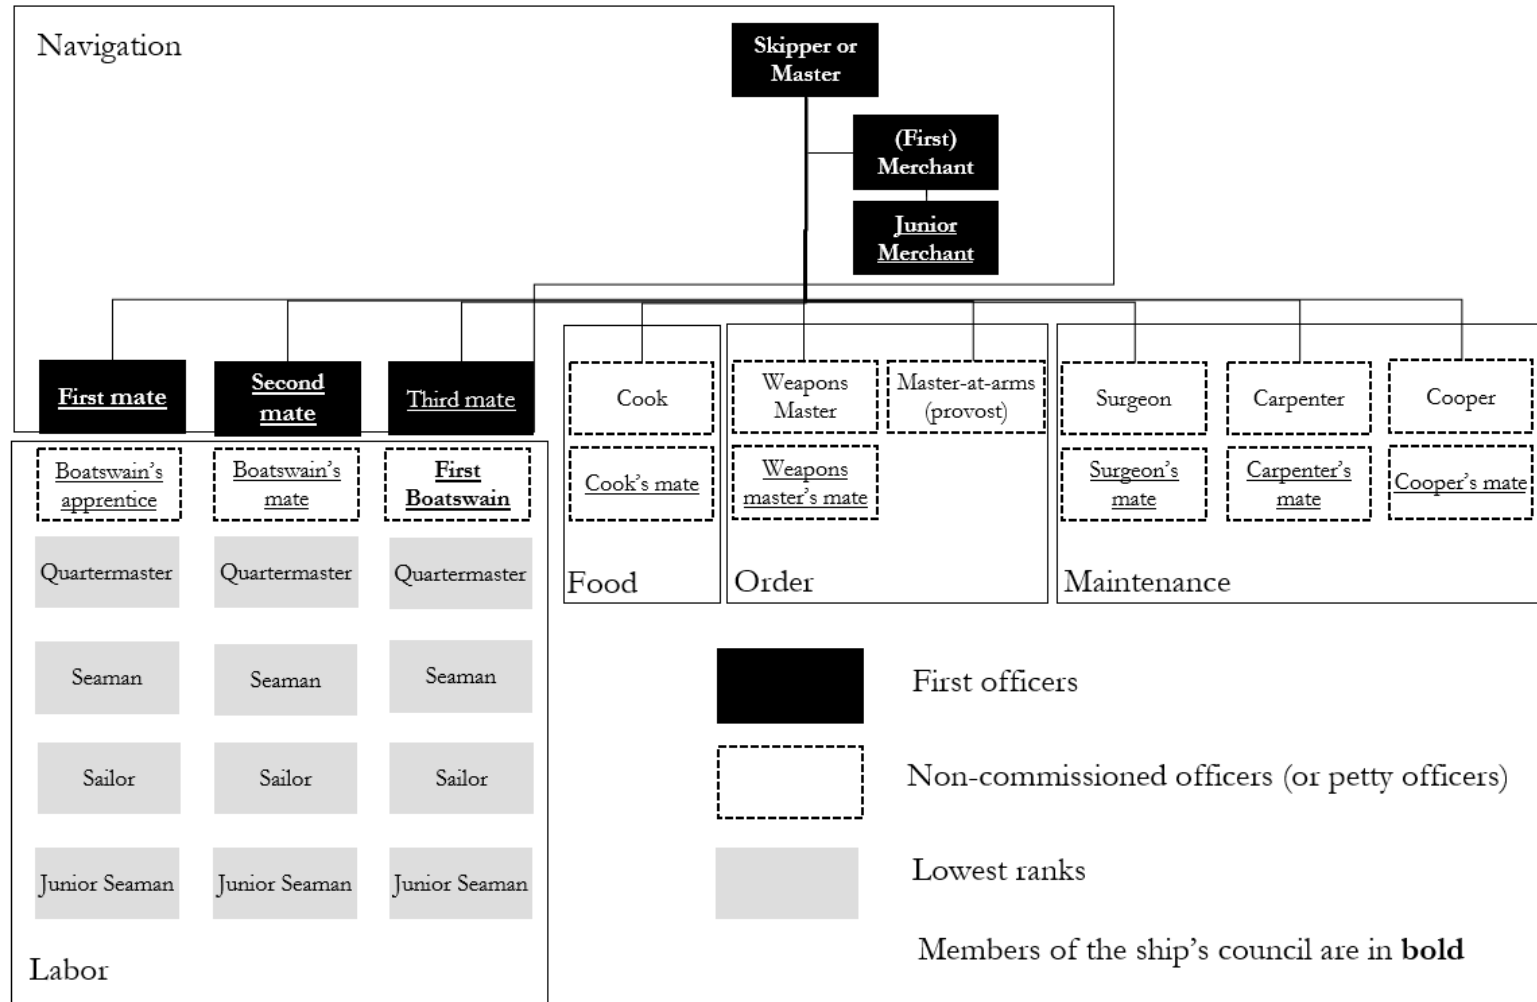 Navigation
Skipper or
Master
(First)
Merchant
Junior
Merchant
First mate
Second
mate
Third mate
Cook
Weapons
Master
Master-at-arms
(provost)
Surgeon
Carpenter
Cooper
Boatswain's
apprentice
Boatswain's
mate
First
Boatswain
Cook's mate
Weapons
master's mate
Surgeon's
mate
Carpenter's
mate
Cooper's mate
Quartermaster
Quartermaster
Quartermaster
Food
Order
Maintenance
Seaman
Seaman
Seaman
First officers
Sailor
Sailor
Sailor
Non-commissioned officers (or petty officers)
Junior Seaman
Junior Seaman
Junior Seaman
Lowest ranks
Members of the ship's council are in bold
Labor